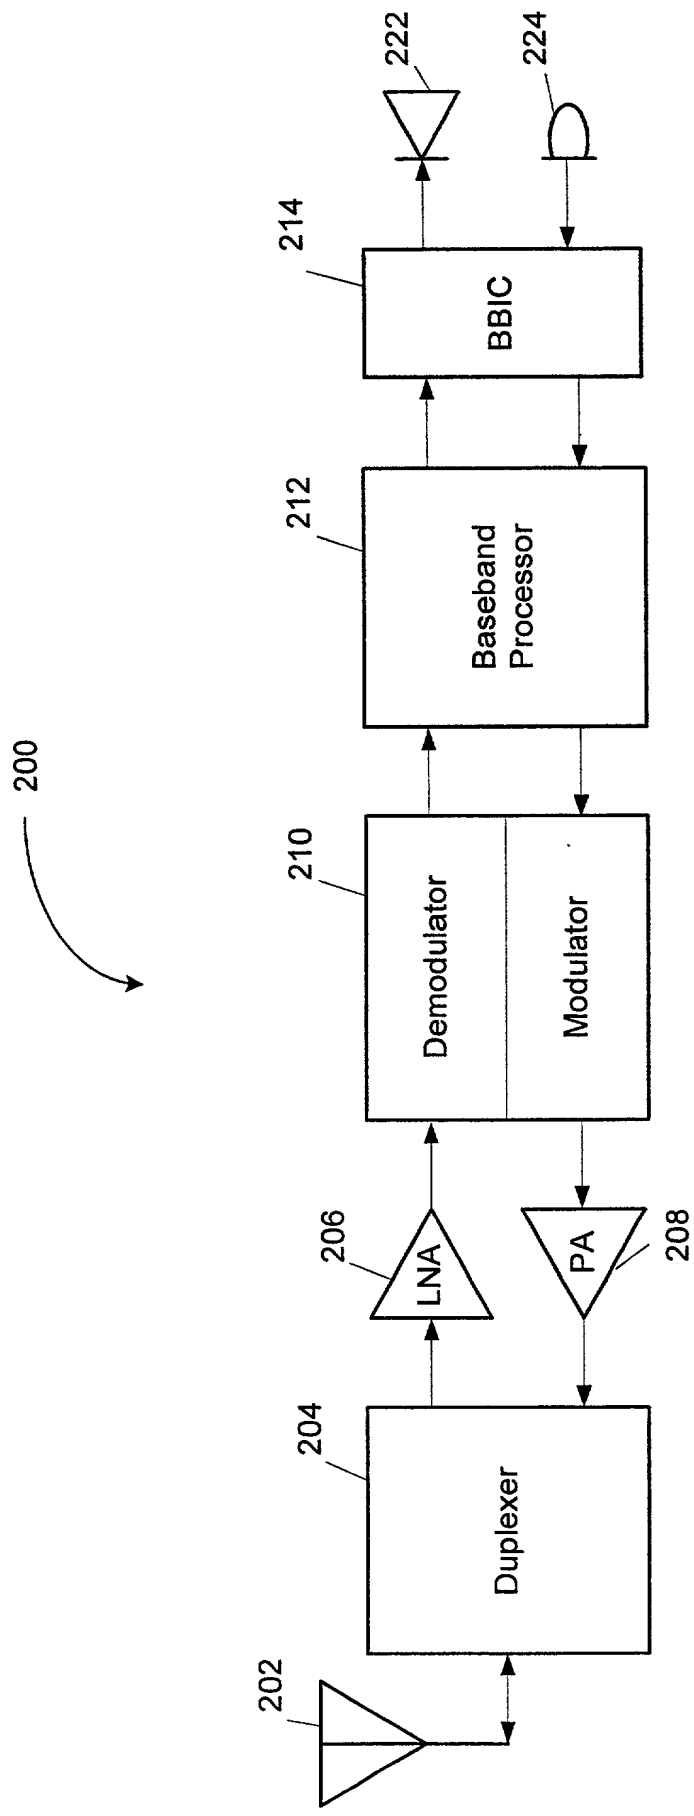 200
202
204
Duplexer
206
LNA
208
PA
210
Demodulator
Modulator
212
Baseband
Processor
214
BBIC
222
224